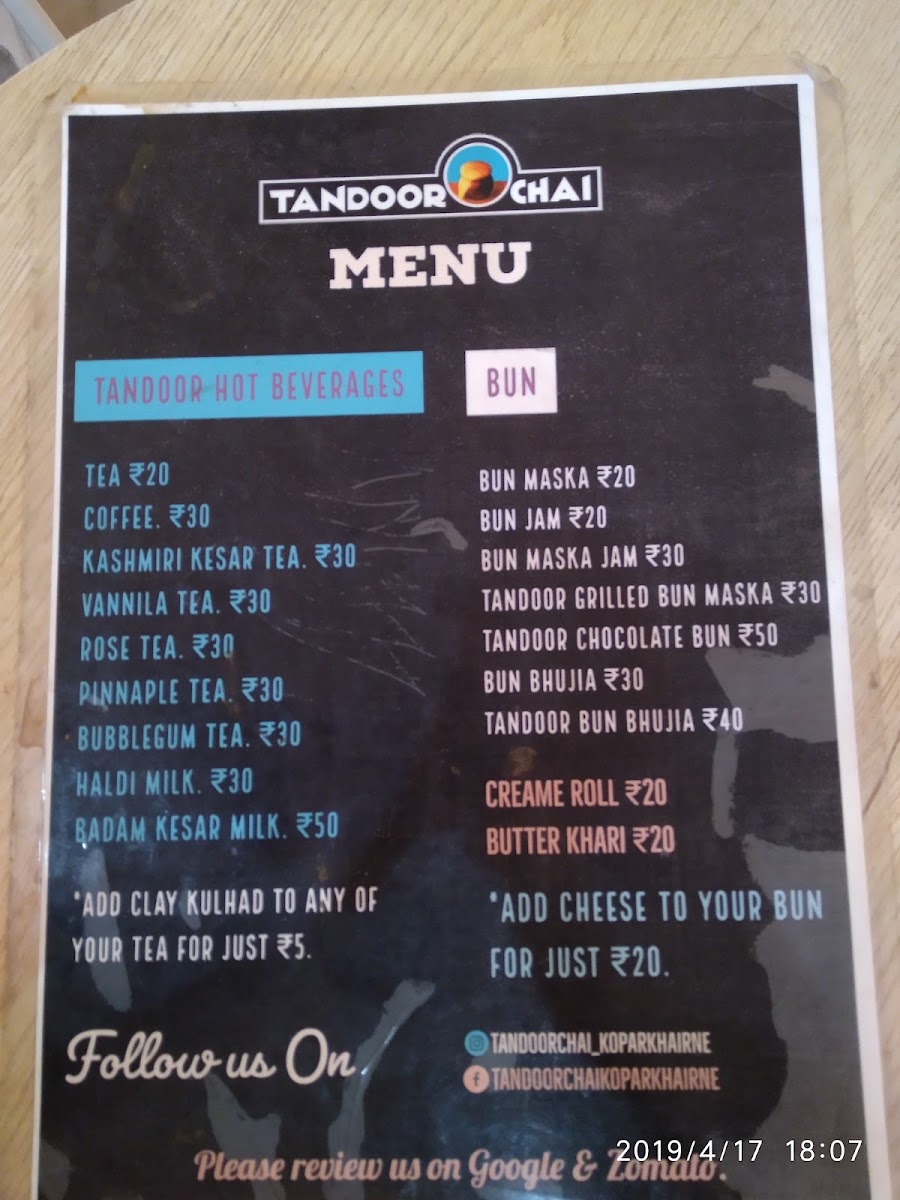 TANDOOR CHAI
MENU
TANDOOR HOT BEVERAGES
TEA ₹20
COFFEE. ₹30
KASHMIRI KESAR TEA. ₹30
VANNILA TEA. ₹30
ROSE TEA. ₹30
PINNAPLE TEA. ₹30
BUBBLEGUM TEA. ₹30
HALDI MILK. ₹30
BADAM KESAR MILK. ₹50
*ADD CLAY KULHAD TO ANY OF
YOUR TEA FOR JUST ₹5.
BUN
BUN MASKA ₹20
BUN JAM ₹20
BUN MASKA JAM ₹30
TANDOOR GRILLED BUN MASKA ₹30
TANDOOR CHOCOLATE BUN ₹50
BUN BHUJIA ₹30
TANDOOR BUN BHUJIA ₹40
CREAME ROLL ₹20
BUTTER KHARI ₹20
*ADD CHEESE TO YOUR BUN
FOR JUST ₹20.
Follow us On
TANDOORCHAI_KOPARKHAIRNE
TANDOORCHAIKOPARKHAIRNE
Please review us on Google & Zomato.
2019/4/17 18:07